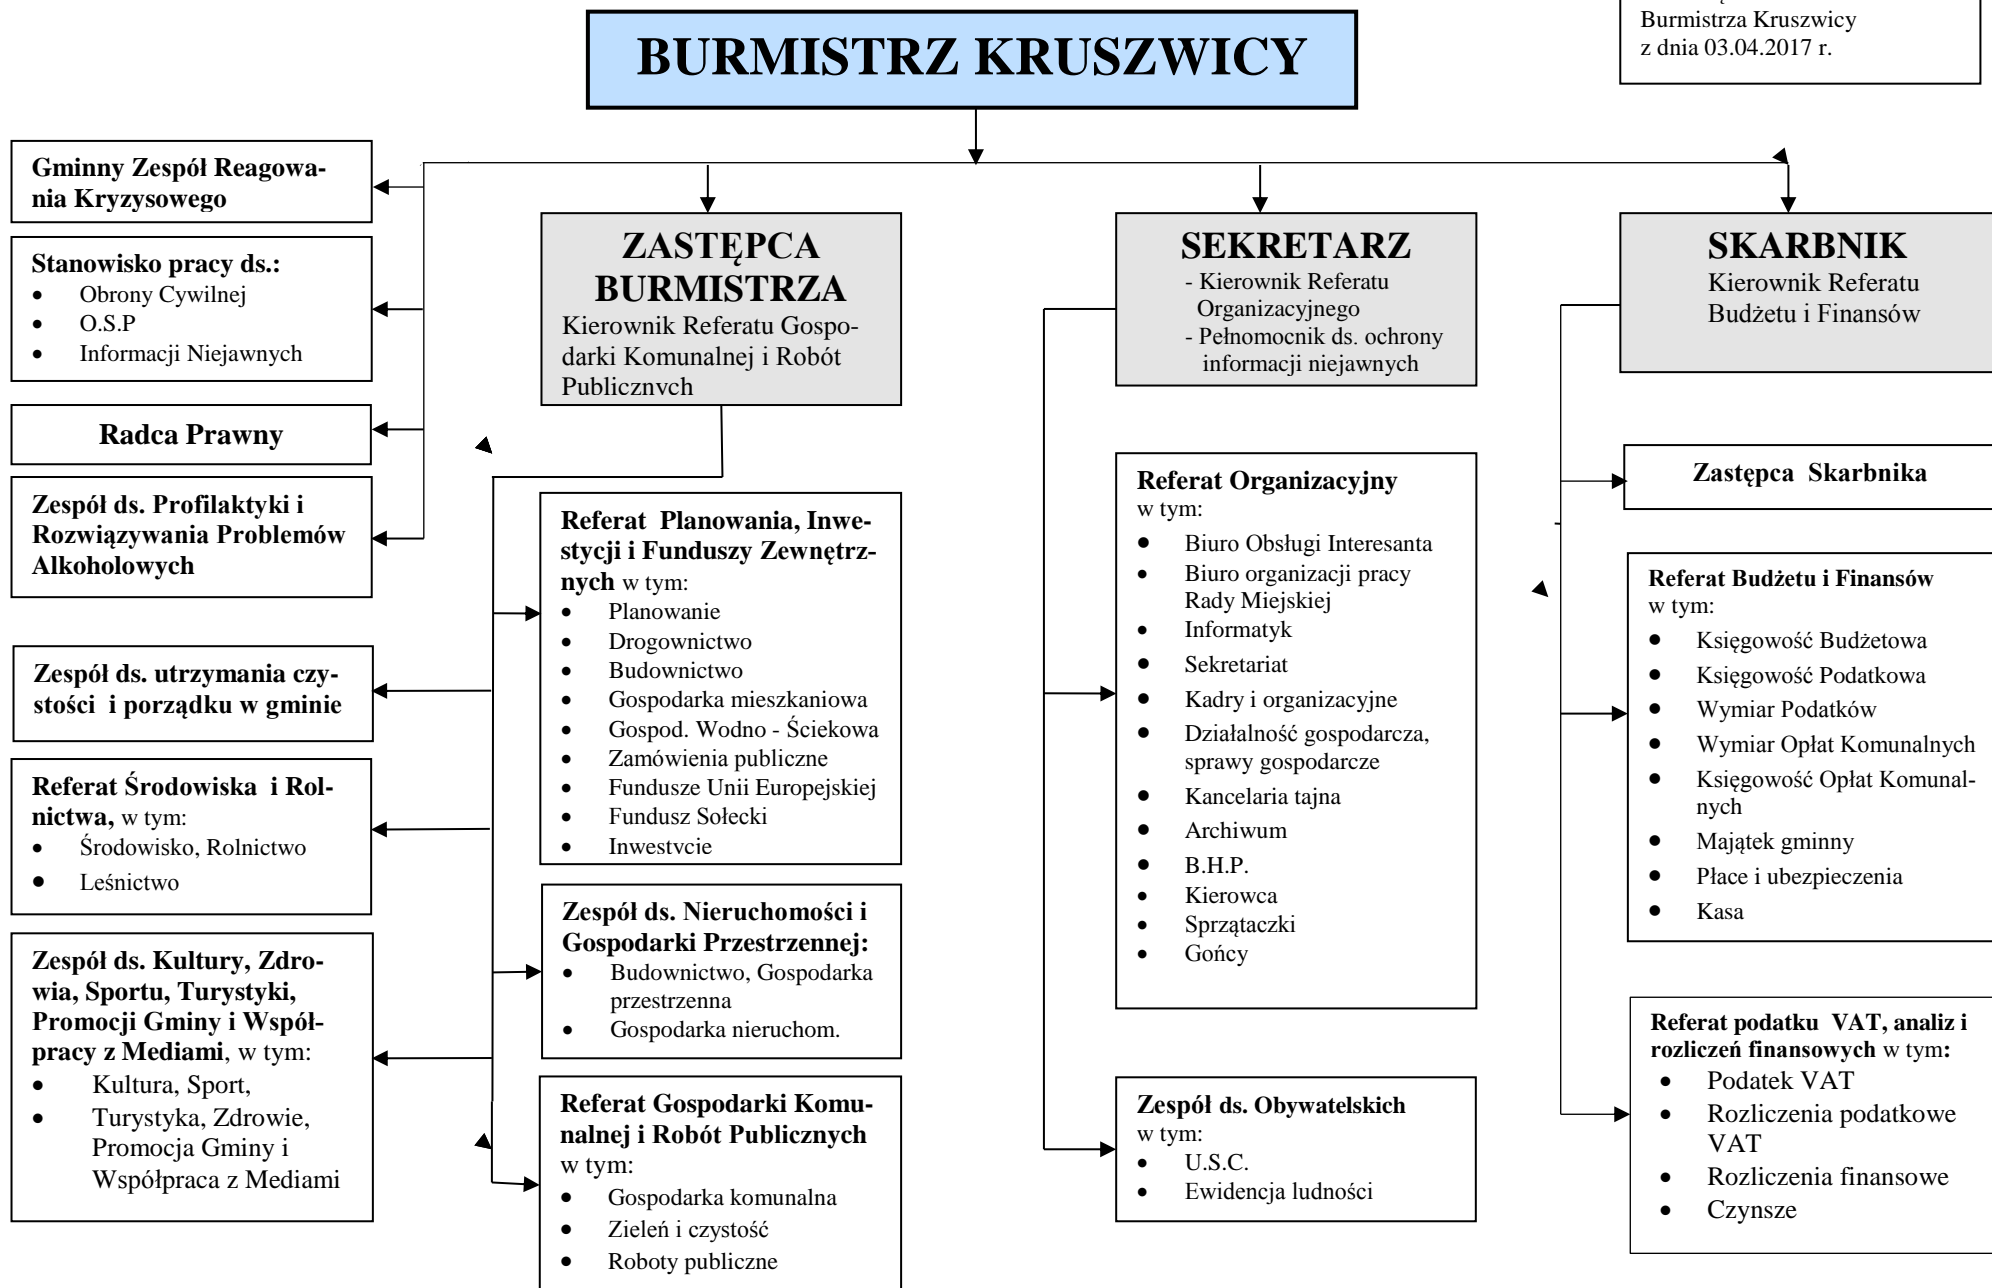 Burmistrza Kruszwicy
z dnia 03.04.2017 r.
BURMISTRZ KRUSZWICY
Gminny Zespół Reagowa-
nia Kryzysowego
Stanowisko pracy ds.:
• Obrony Cywilnej
• O.S.P
• Informacji Niejawnych
Radca Prawny
Zespół ds. Profilaktyki i
Rozwiązywania Problemów
Alkoholowych
Zespół ds. utrzymania czy-
stości i porządku w gminie
Referat Środowiska i Rol-
nictwa, w tym:
• Środowisko, Rolnictwo
• Leśnictwo
Zespół ds. Kultury, Zdro-
wia, Sportu, Turystyki,
Promocji Gminy i Współ-
pracy z Mediami, w tym:
• Kultura, Sport,
• Turystyka, Zdrowie,
Promocja Gminy i
Współpraca z Mediami
ZASTĘPCA
BURMISTRZA
Kierownik Referatu Gospo-
darki Komunalnej i Robót
Publicznych
Referat Planowania, Inwe-
stycji i Funduszy Zewnętrz-
nych w tym:
• Planowanie
• Drogownictwo
• Budownictwo
• Gospodarka mieszkaniowa
• Gospod. Wodno - Ściekowa
• Zamówienia publiczne
• Fundusze Unii Europejskiej
• Fundusz Sołecki
• Inwestycje
Zespół ds. Nieruchomości i
Gospodarki Przestrzennej:
• Budownictwo, Gospodarka
przestrzenna
• Gospodarka nieruchom.
Referat Gospodarki Komu-
nalnej i Robót Publicznych
w tym:
• Gospodarka komunalna
• Zieleń i czystość
• Roboty publiczne
SEKRETARZ
- Kierownik Referatu
Organizacyjnego
- Pełnomocnik ds. ochrony
informacji niejawnych
Referat Organizacyjny
w tym:
• Biuro Obsługi Interesanta
• Biuro organizacji pracy
Rady Miejskiej
• Informatyk
• Sekretariat
• Kadry i organizacyjne
• Działalność gospodarcza,
sprawy gospodarcze
• Kancelaria tajna
• Archiwum
• B.H.P.
• Kierowca
• Sprzątaczki
• Gońcy
Zespół ds. Obywatelskich
w tym:
• U.S.C.
• Ewidencja ludności
SKARBNIK
Kierownik Referatu
Budżetu i Finansów
Zastępca Skarbnika
Referat Budżetu i Finansów
w tym:
• Księgowość Budżetowa
• Księgowość Podatkowa
• Wymiar Podatków
• Wymiar Opłat Komunalnych
• Księgowość Opłat Komunal-
nych
• Majątek gminny
• Płace i ubezpieczenia
• Kasa
Referat podatku VAT, analiz i
rozliczeń finansowych w tym:
• Podatek VAT
• Rozliczenia podatkowe
VAT
• Rozliczenia finansowe
• Czynsze